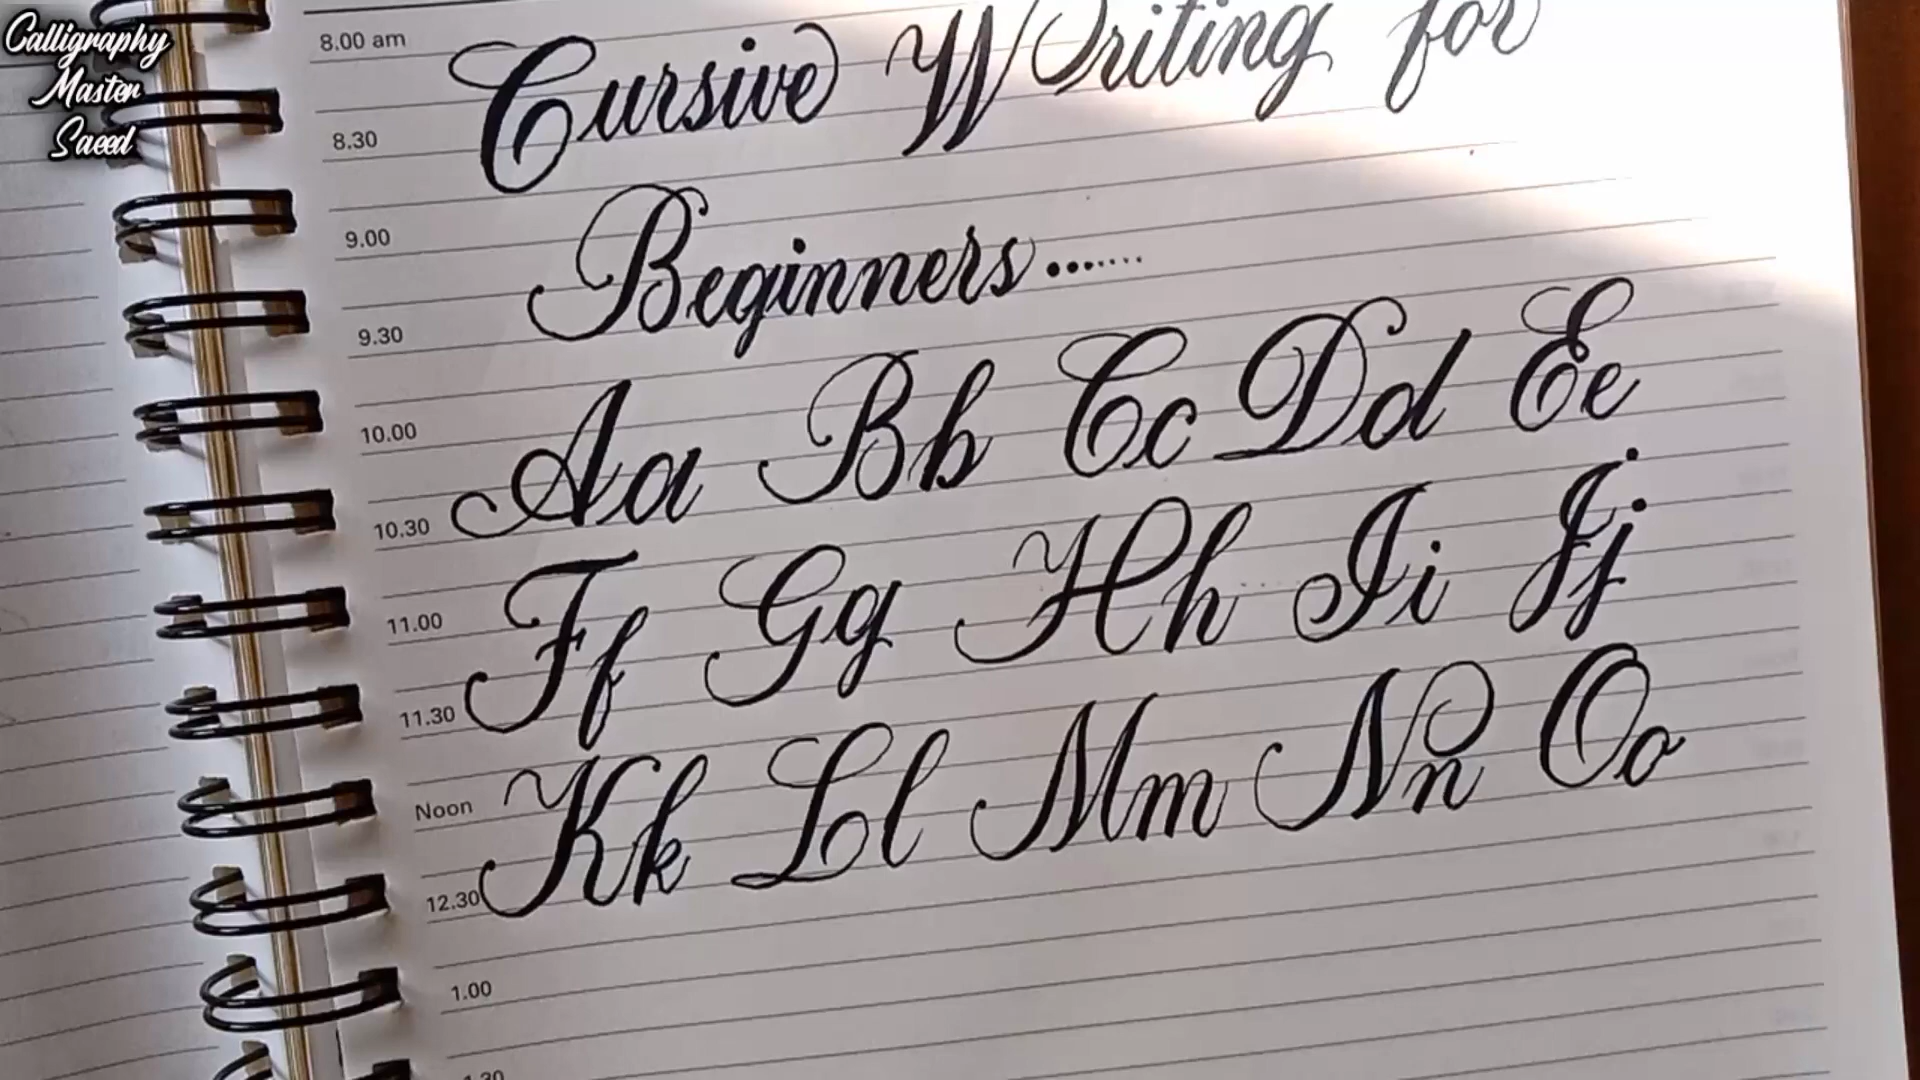 Calligraphy
Master
Saeed
8.00 am
Cursive Writing for
8.30
9.00
Beginners.......
9.30
10.00
Aa Bb Cc Dd Ee
10.30
11.00
Ff Gg Hh Ii Jj
11.30
Noon
Kk Ll Mm Nn Oo
12.30
1.00
1.30